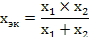 xэк = x₁ × x₂ / x₁ + x₂